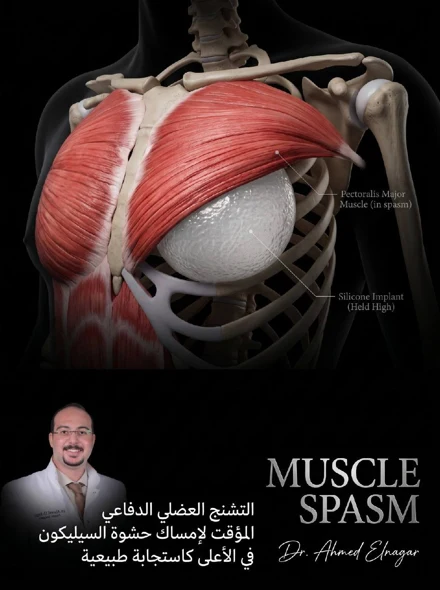 Pectoralis Major
Muscle (in spasm)
Silicone Implant
(Held High)
MUSCLE
SPASM
Dr. Ahmed Elnagar
التشنج العضلي الدفاعي
المؤقت لإمساك حشوة السيليكون
في الأعلى كاستجابة طبيعية